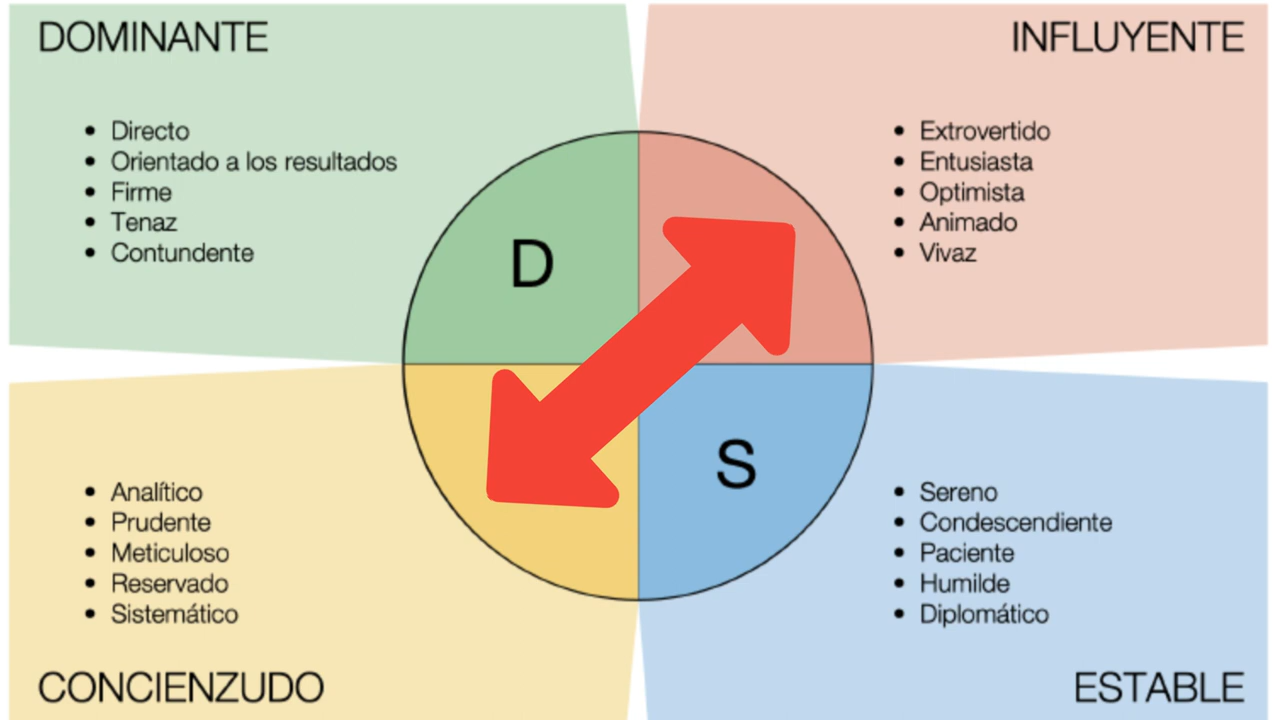 DOMINANTE
• Directo
• Orientado a los resultados
• Firme
• Tenaz
• Contundente
INFLUYENTE
• Extrovertido
• Entusiasta
• Optimista
• Animado
• Vivaz
D
S
• Analítico
• Prudente
• Meticuloso
• Reservado
• Sistemático
CONCIENZUDO
• Sereno
• Condescendiente
• Paciente
• Humilde
• Diplomático
ESTABLE